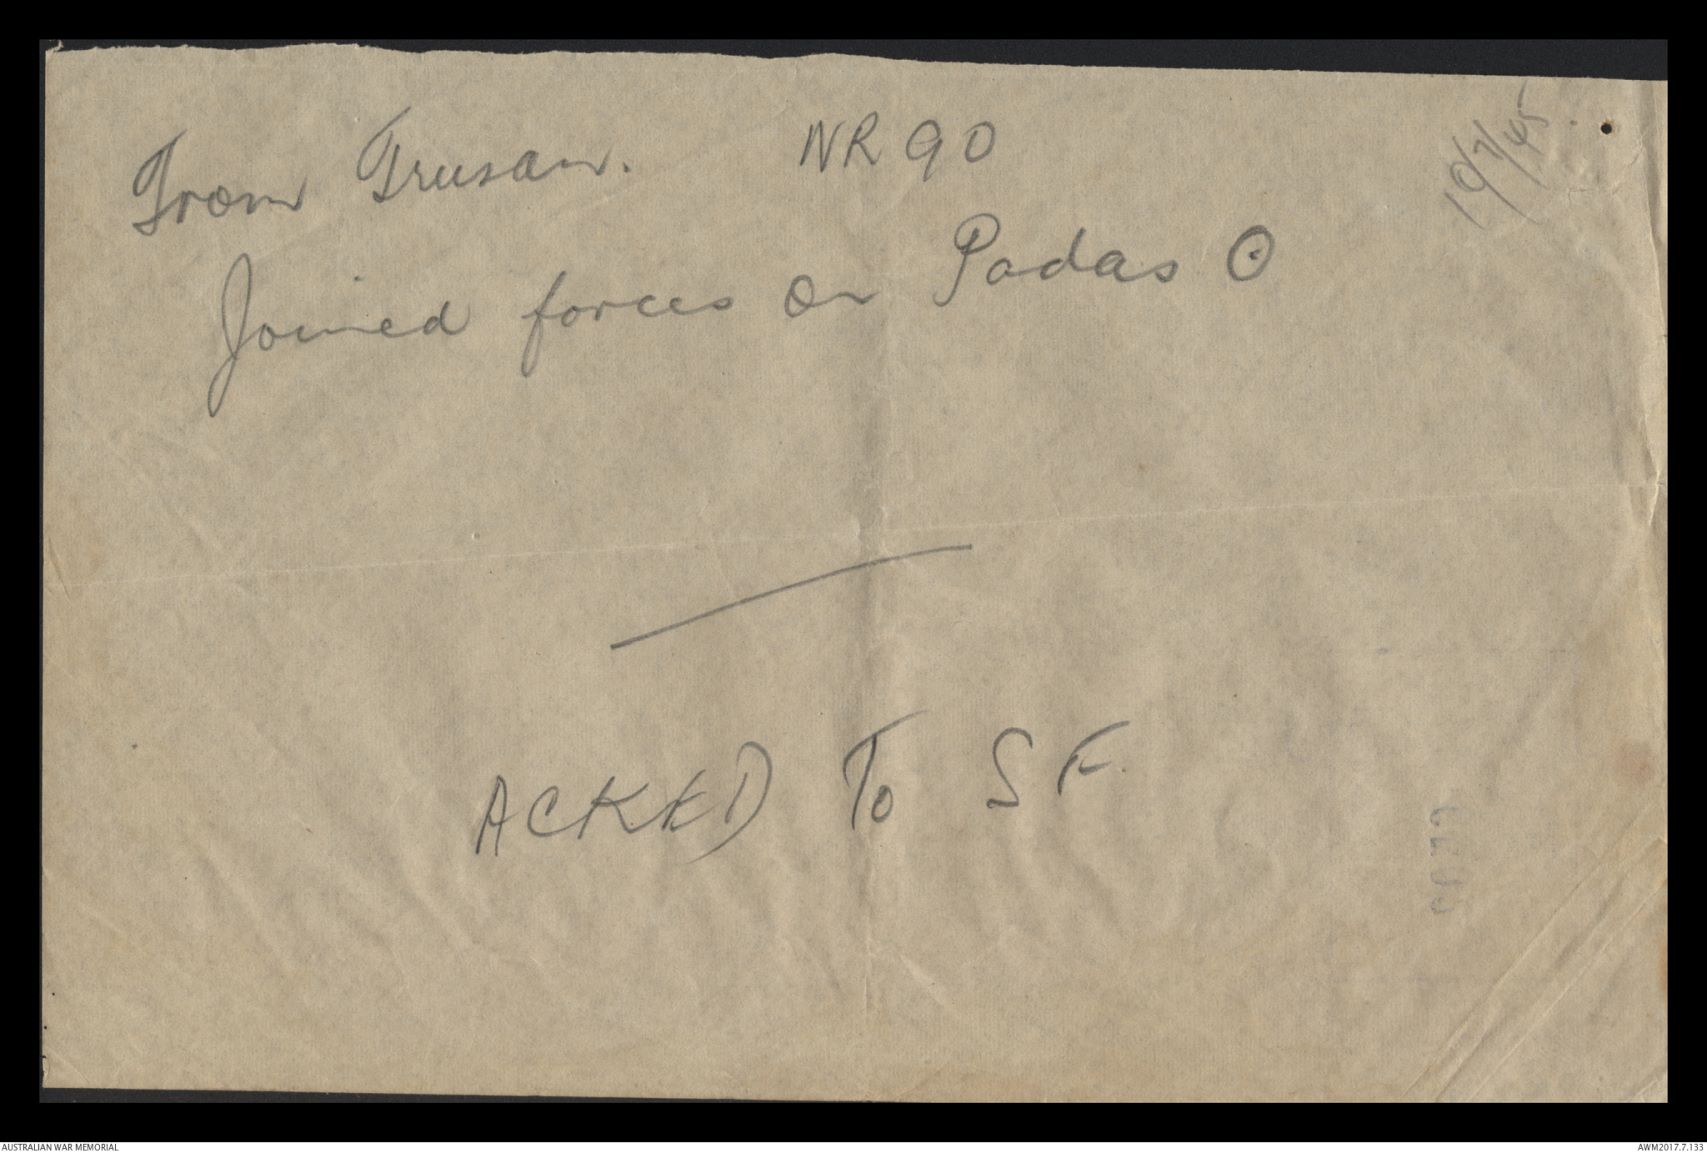 From Trusan. NR 90
19/7/45
Joined forces on Padas ⊙
ACKED To SF.
AUSTRALIAN WAR MEMORIAL
AWM2017.7.133